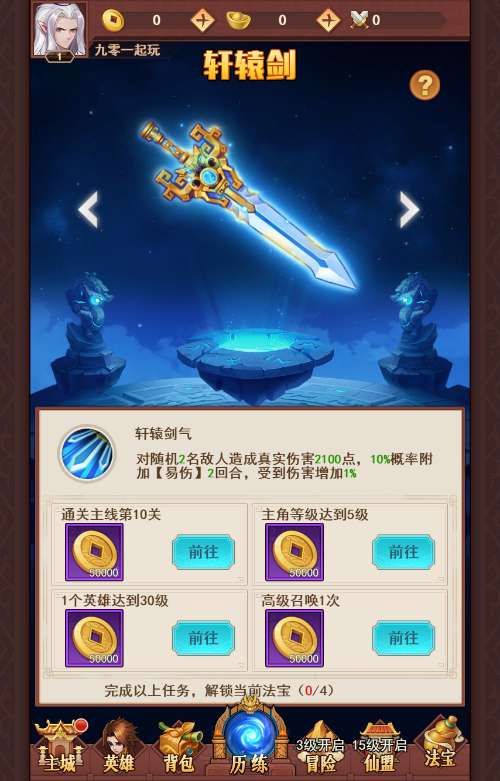 0
0
0
1
九零一起玩
轩辕剑
?
轩辕剑气
对随机2名敌人造成真实伤害2100点，10%概率附
加【易伤】2回合，受到伤害增加1%
通关主线第10关
50000
前往
主角等级达到5级
50000
前往
1个英雄达到30级
50000
前往
高级召唤1次
50000
前往
完成以上任务，解锁当前法宝（0/4）
3级开启
15级开启
主城
英雄
背包
历练
冒险
仙盟
法宝